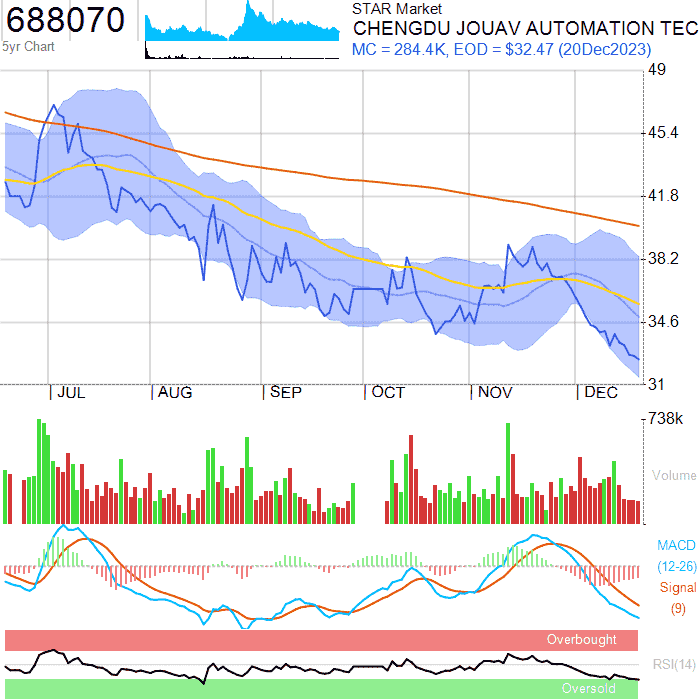 688070
5yr Chart
STAR Market
CHENGDU JOUAV AUTOMATION TEC
MC = 284.4K, EOD = $32.47 (20Dec2023)
49
45.4
41.8
38.2
34.6
31
JUL AUG SEP OCT NOV DEC
738k
Volume
MACD
(12-26)
Signal
(9)
Overbought
RSI(14)
Oversold